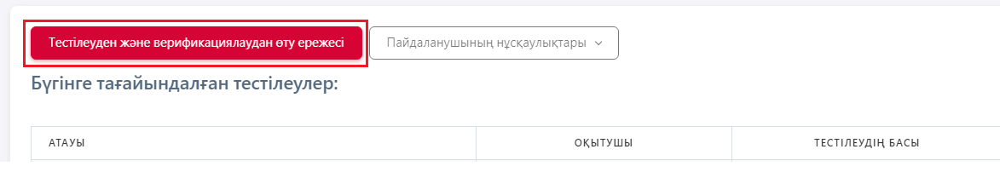 Тестілеуден және верификациялаудан өту ережесі Пайдаланушының нұсқаулықтары
Бүгінге тағайындалған тестілеулер:
АТАУЫ ОҚЫТУШЫ ТЕСТІЛЕУДІҢ БАСЫ